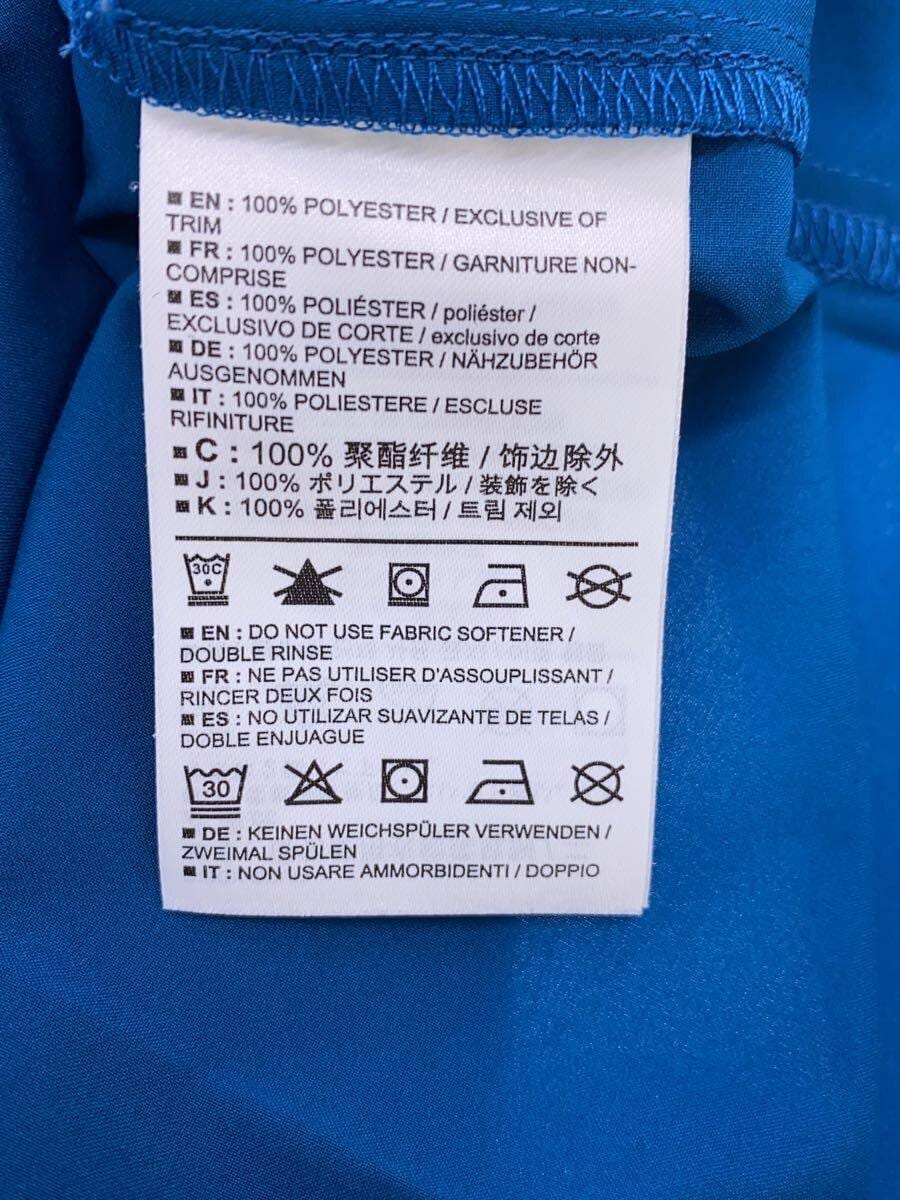 EN : 100% POLYESTER / EXCLUSIVE OF
TRIM
FR : 100% POLYESTER / GARNITURE NON-
COMPRISE
ES : 100% POLIÉSTER / poliéster /
EXCLUSIVO DE CORTE / exclusivo de corte
DE : 100% POLYESTER / NÄHZUBEHÖR
AUSGENOMMEN
IT : 100% POLIESTERE / ESCLUSE
RIFINITURE
C : 100% 聚酯纤维 / 饰边除外
J : 100% ポリエステル / 装飾を除く
K : 100% 폴리에스터 / 트림 제외
30C
EN : DO NOT USE FABRIC SOFTENER /
DOUBLE RINSE
FR : NE PAS UTILISER D'ASSOUPLISSANT /
RINCER DEUX FOIS
ES : NO UTILIZAR SUAVIZANTE DE TELAS /
DOBLE ENJUAGUE
30
DE : KEINEN WEICHSPÜLER VERWENDEN /
ZWEIMAL SPÜLEN
IT : NON USARE AMMORBIDENTI / DOPPIO